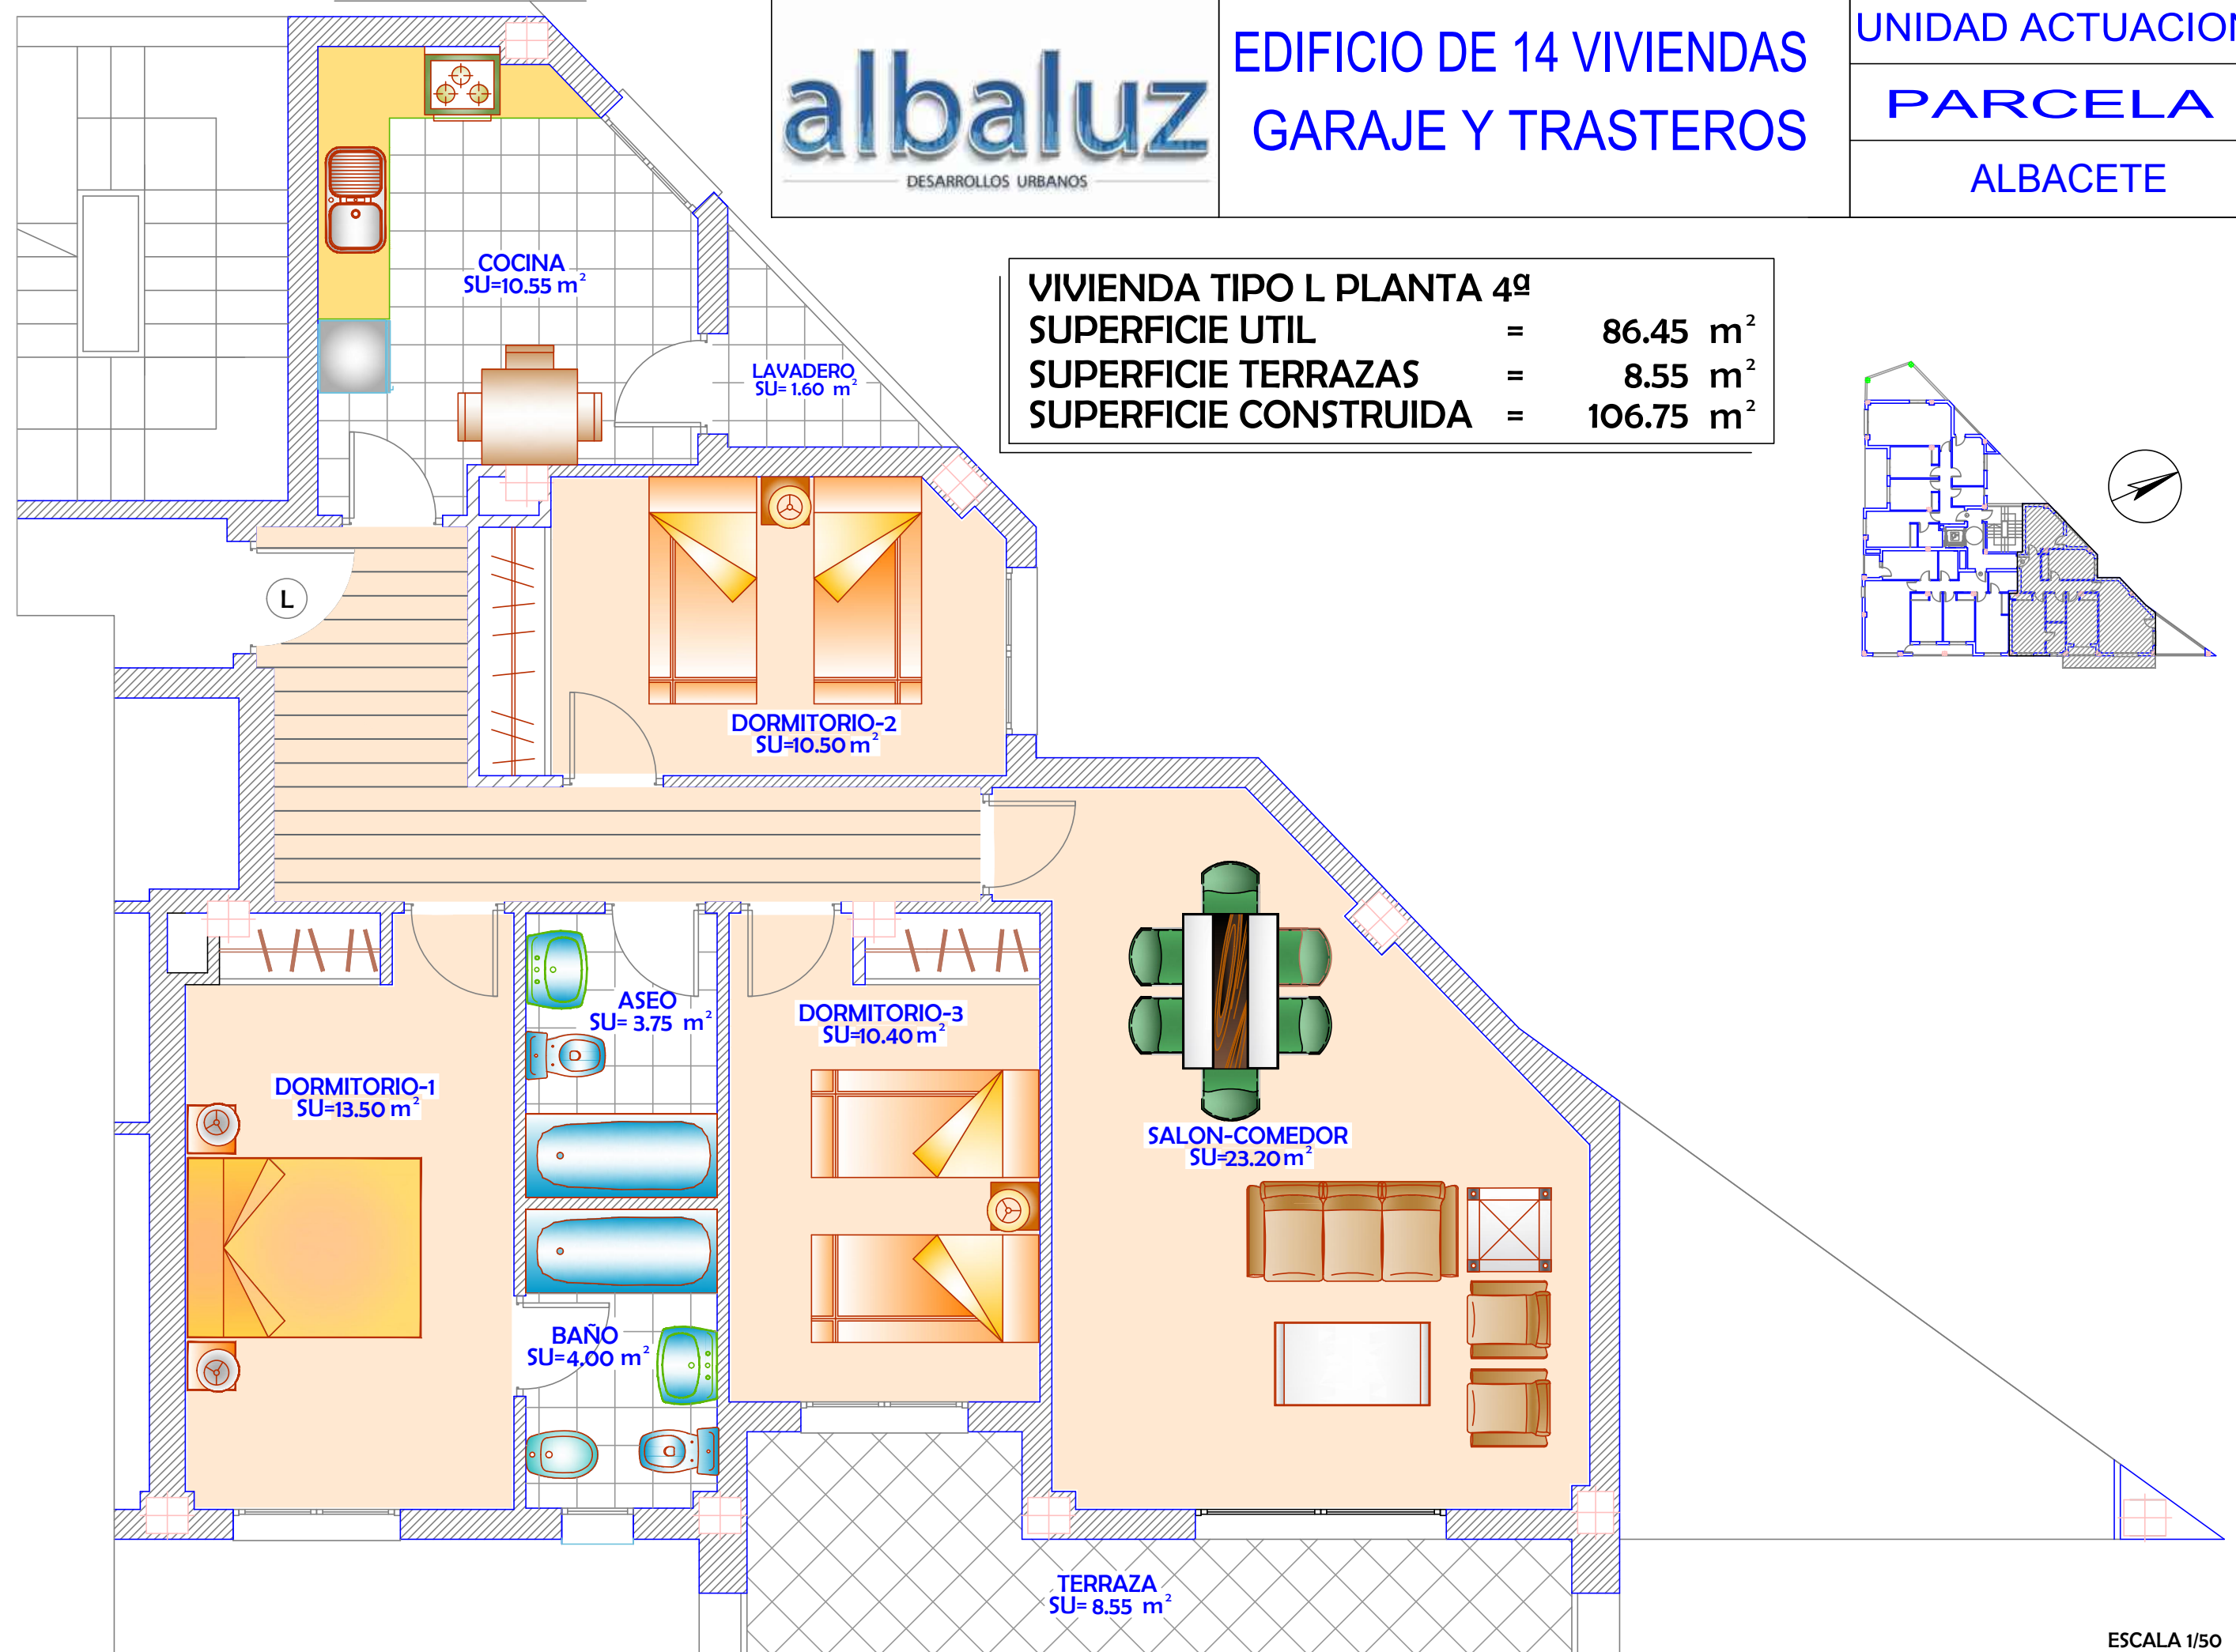 albaluz
DESARROLLOS URBANOS
EDIFICIO DE 14 VIVIENDAS
GARAJE Y TRASTEROS
UNIDAD ACTUACION
PARCELA
ALBACETE
VIVIENDA TIPO L PLANTA 4ª
SUPERFICIE UTIL = 86.45 m²
SUPERFICIE TERRAZAS = 8.55 m²
SUPERFICIE CONSTRUIDA = 106.75 m²
COCINA
SU=10.55 m²
LAVADERO
SU= 1.60 m²
L
DORMITORIO-2
SU=10.50 m²
ASEO
SU= 3.75 m²
DORMITORIO-3
SU=10.40 m²
DORMITORIO-1
SU=13.50 m²
SALON-COMEDOR
SU=23.20 m²
BAÑO
SU=4.00 m²
TERRAZA
SU= 8.55 m²
ESCALA 1/50